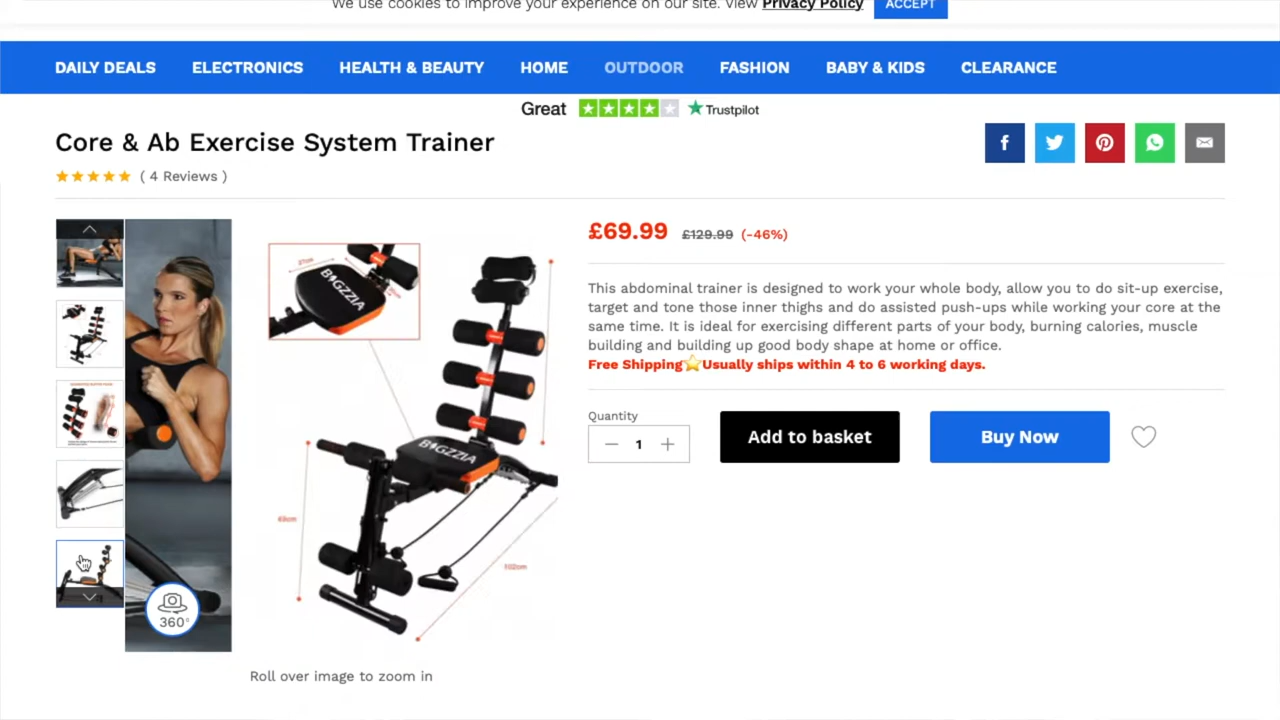 We use cookies to improve your experience on our site. View Privacy Policy
ACCEPT
DAILY DEALS ELECTRONICS HEALTH & BEAUTY HOME OUTDOOR FASHION BABY & KIDS CLEARANCE
Great Trustpilot
Core & Ab Exercise System Trainer
( 4 Reviews )
£69.99 £129.99 (-46%)
This abdominal trainer is designed to work your whole body, allow you to do sit-up exercise,
target and tone those inner thighs and do assisted push-ups while working your core at the
same time. It is ideal for exercising different parts of your body, burning calories, muscle
building and building up good body shape at home or office.
Free Shipping⭐Usually ships within 4 to 6 working days.
Quantity
1
Add to basket
Buy Now
BIGZZIA
BIGZZIA
102cm
360°
Roll over image to zoom in